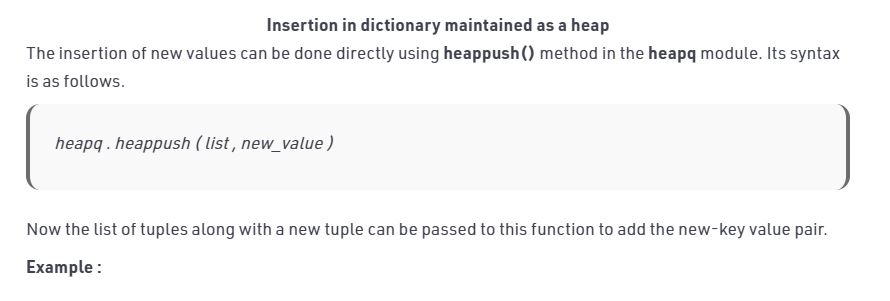 Insertion in dictionary maintained as a heap
The insertion of new values can be done directly using heappush() method in the heapq module. Its syntax
is as follows.
heapq . heappush ( list , new_value )
Now the list of tuples along with a new tuple can be passed to this function to add the new-key value pair.
Example :